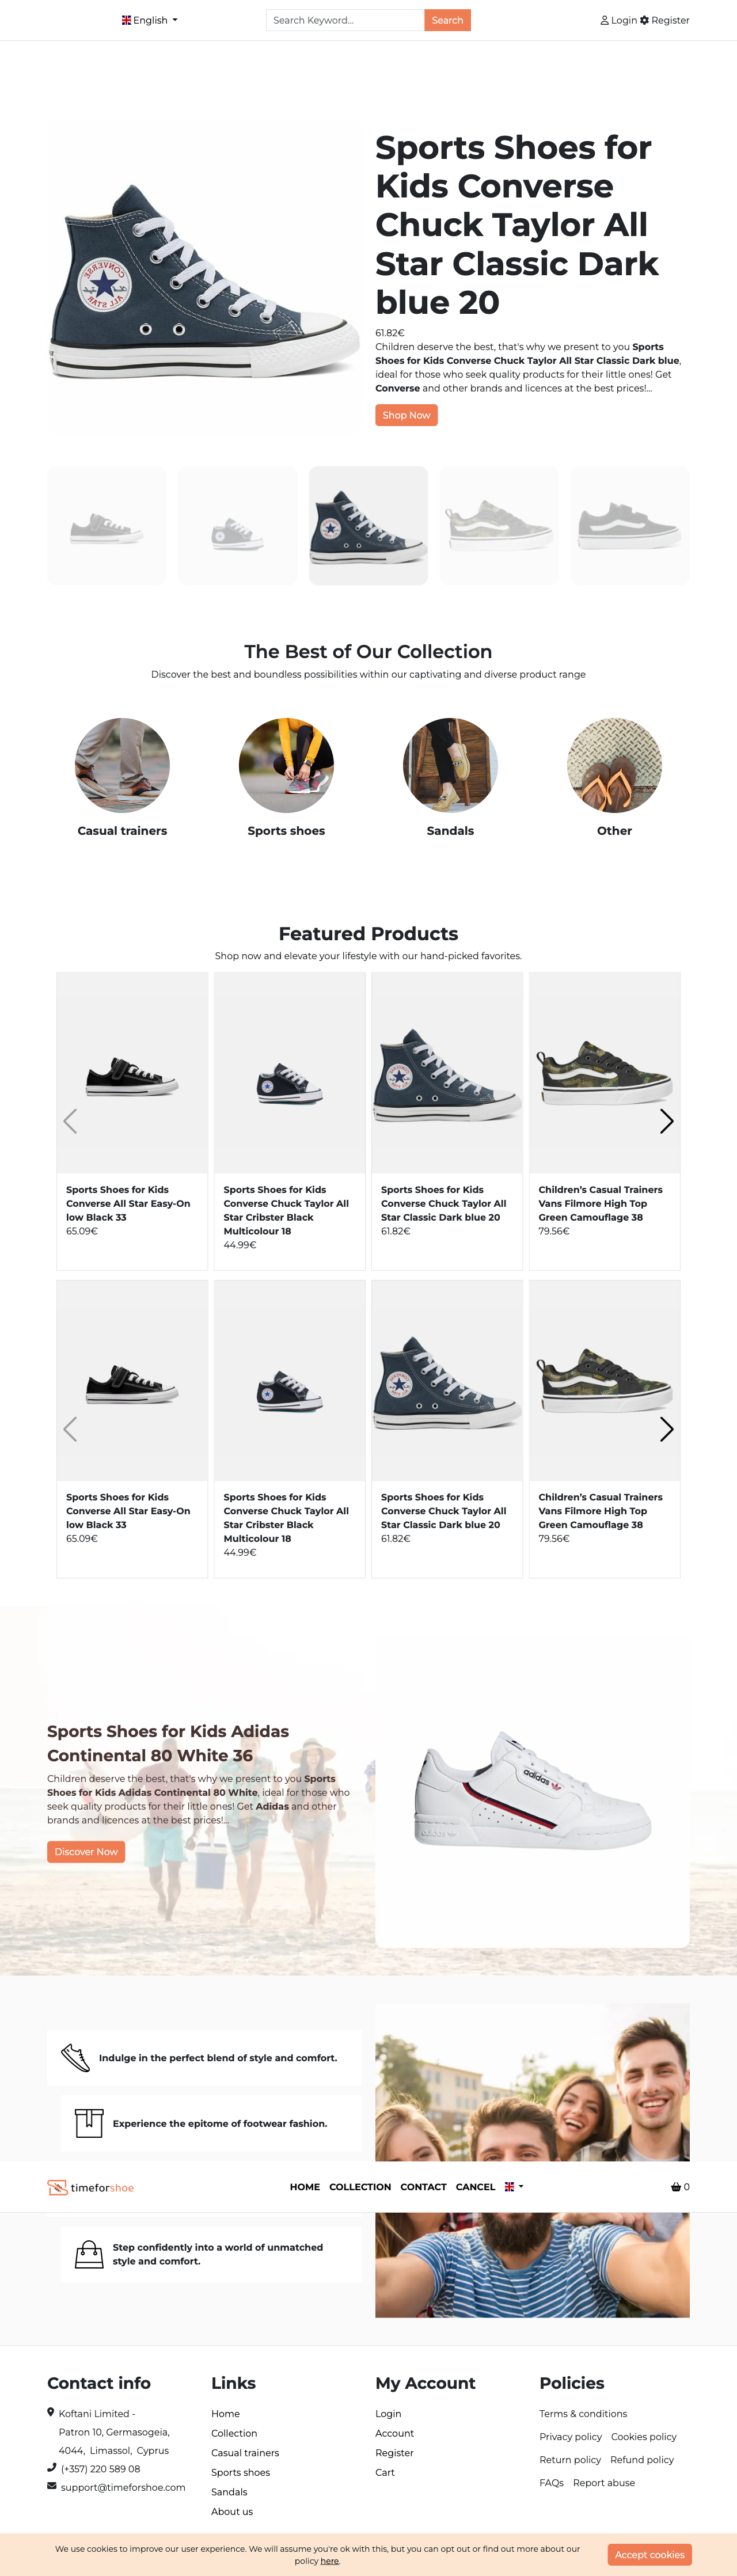 English
Search Keyword...
Search
Login Register
Sports Shoes for
Kids Converse
Chuck Taylor All
Star Classic Dark
blue 20
61.82€
Children deserve the best, that's why we present to you Sports
Shoes for Kids Converse Chuck Taylor All Star Classic Dark blue,
ideal for those who seek quality products for their little ones! Get
Converse and other brands and licences at the best prices!...
Shop Now
CONVERSE
ALL STAR
The Best of Our Collection
Discover the best and boundless possibilities within our captivating and diverse product range
Casual trainers
Sports shoes
Sandals
Other
Featured Products
Shop now and elevate your lifestyle with our hand-picked favorites.
Sports Shoes for Kids
Converse All Star Easy-On
low Black 33
65.09€
Sports Shoes for Kids
Converse Chuck Taylor All
Star Cribster Black
Multicolour 18
44.99€
Sports Shoes for Kids
Converse Chuck Taylor All
Star Classic Dark blue 20
61.82€
Children's Casual Trainers
Vans Filmore High Top
Green Camouflage 38
79.56€
Sports Shoes for Kids
Converse All Star Easy-On
low Black 33
65.09€
Sports Shoes for Kids
Converse Chuck Taylor All
Star Cribster Black
Multicolour 18
44.99€
Sports Shoes for Kids
Converse Chuck Taylor All
Star Classic Dark blue 20
61.82€
Children's Casual Trainers
Vans Filmore High Top
Green Camouflage 38
79.56€
Sports Shoes for Kids Adidas
Continental 80 White 36
Children deserve the best, that's why we present to you Sports
Shoes for Kids Adidas Continental 80 White, ideal for those who
seek quality products for their little ones! Get Adidas and other
brands and licences at the best prices!...
Discover Now
adidas
Indulge in the perfect blend of style and comfort.
Experience the epitome of footwear fashion.
timeforshoe
HOME COLLECTION CONTACT CANCEL
0
Step confidently into a world of unmatched
style and comfort.
Contact info
Koftani Limited -
Patron 10, Germasogeia,
4044, Limassol, Cyprus
(+357) 220 589 08
support@timeforshoe.com
Links
Home
Collection
Casual trainers
Sports shoes
Sandals
About us
My Account
Login
Account
Register
Cart
Policies
Terms & conditions
Privacy policy Cookies policy
Return policy Refund policy
FAQs Report abuse
We use cookies to improve our user experience. We will assume you're ok with this, but you can opt out or find out more about our
policy here.
Accept cookies